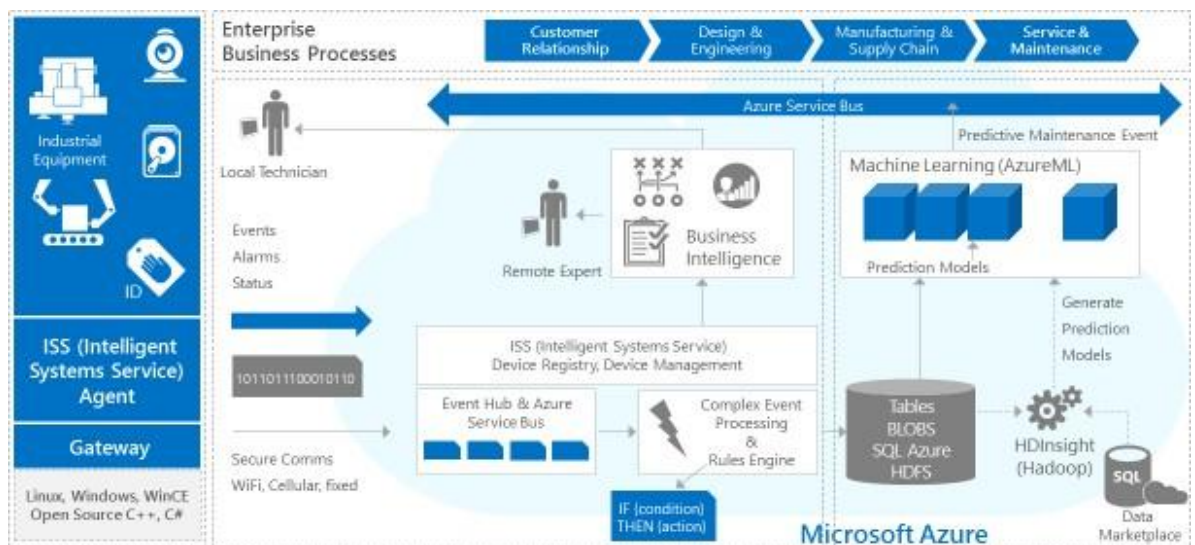 Enterprise
Business Processes
Customer
Relationship
Design &
Engineering
Manufacturing &
Supply Chain
Service &
Maintenance
Industrial
Equipment
ID
ISS (Intelligent
Systems Service)
Agent
Gateway
Linux, Windows, WinCE
Open Source C++, C#
Azure Service Bus
Local Technician
Events
Alarms
Status
1011011100010110
Secure Comms
WiFi, Cellular, fixed
Remote Expert
Business
Intelligence
ISS (Intelligent Systems Service)
Device Registry, Device Management
Event Hub & Azure
Service Bus
Complex Event
Processing
&
Rules Engine
IF (condition)
THEN (action)
Predictive Maintenance Event
Machine Learning (AzureML)
Prediction Models
Generate
Prediction
Models
Tables
BLOBS
SQL Azure
HDFS
HDInsight
(Hadoop)
SQL
Data
Marketplace
Microsoft Azure